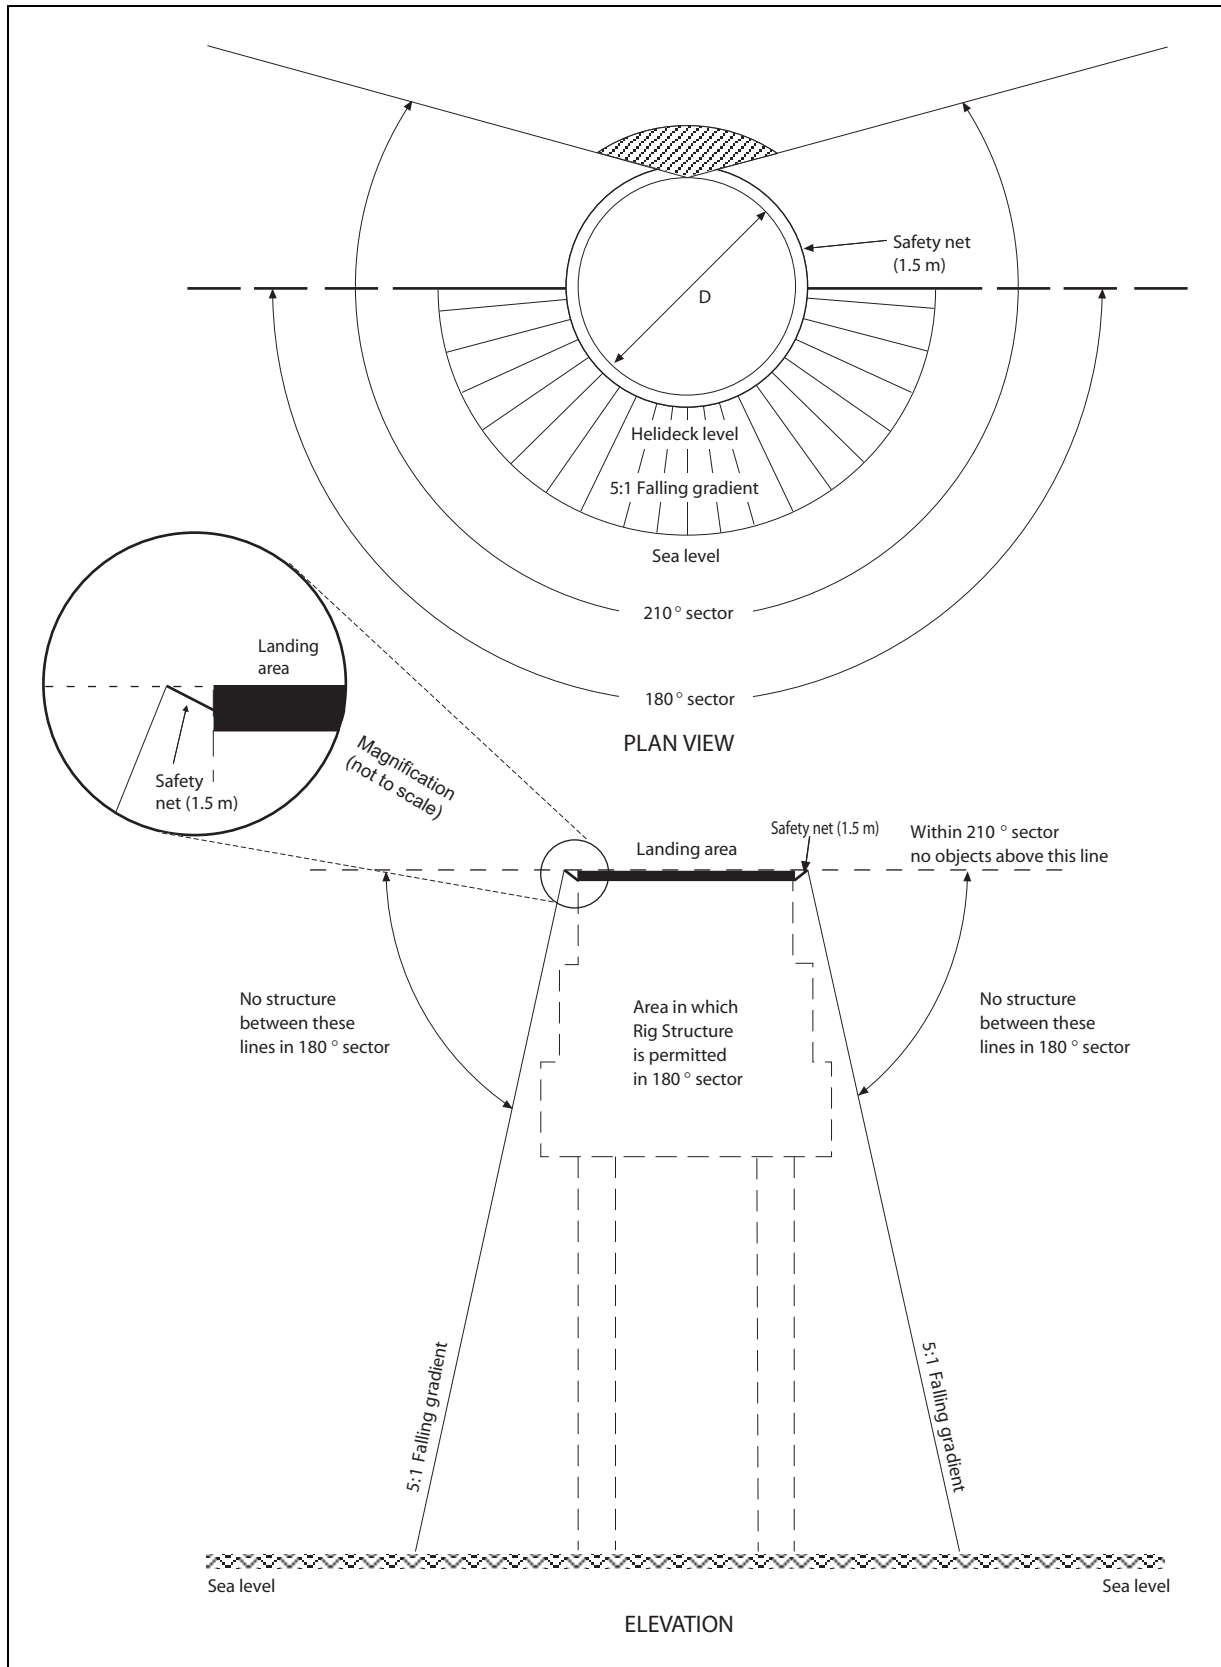 Safety net
(1.5 m)
D
Helideck level
5:1 Falling gradient
Sea level
210° sector
180° sector
PLAN VIEW
Landing
area
Safety
net (1.5 m)
Magnification
(not to scale)
Safety net (1.5 m)
Landing area
Within 210 ° sector
no objects above this line
No structure
between these
lines in 180 ° sector
Area in which
Rig Structure
is permitted
in 180 ° sector
No structure
between these
lines in 180 ° sector
5:1 Falling gradient
5:1 Falling gradient
Sea level
Sea level
ELEVATION